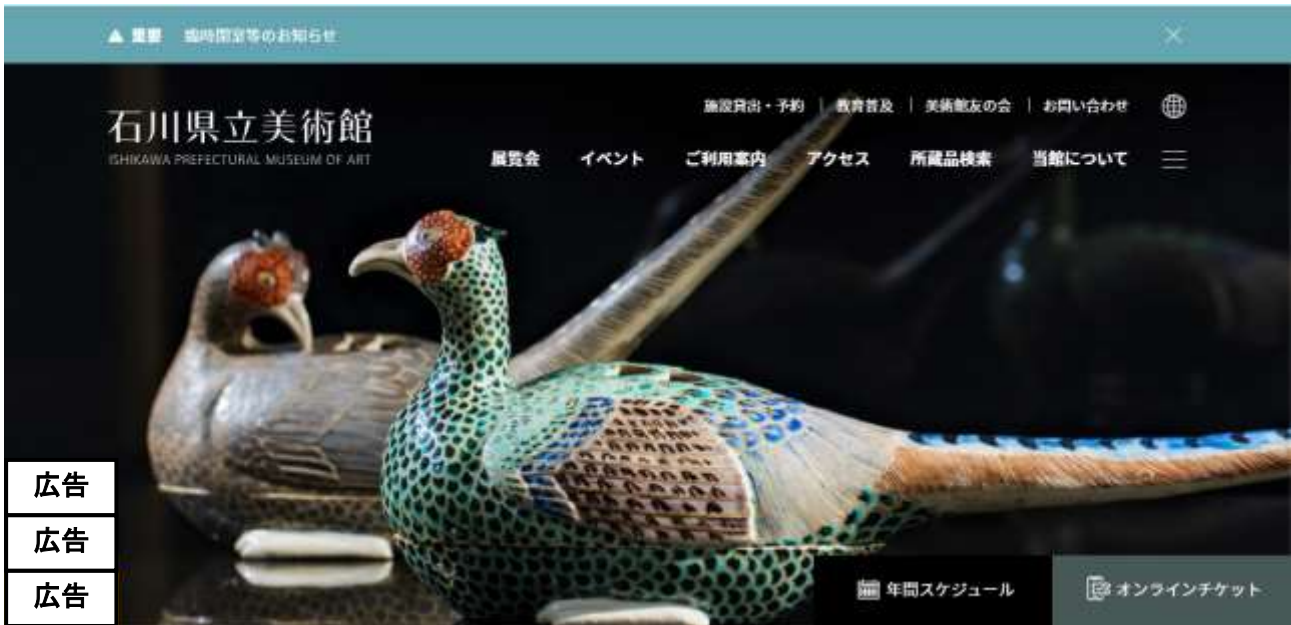 重要 臨時閉室等のお知らせ
施設貸出・予約 | 教育普及 | 美術館友の会 | お問い合わせ
石川県立美術館
ISHIKAWA PREFECTURAL MUSEUM OF ART
展覧会 イベント ご利用案内 アクセス 所蔵品検索 当館について
広告
広告
広告
年間スケジュール オンラインチケット